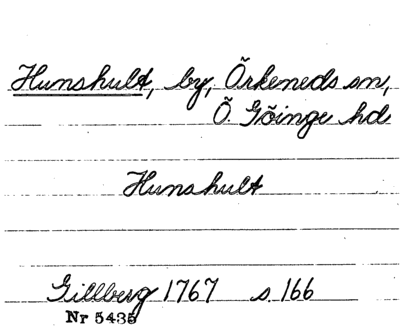 Hunshult, by, Örkeneds sn,
Ö. Göinge hd
Hunshult
Gillberg 1767 s. 166
Nr 5435